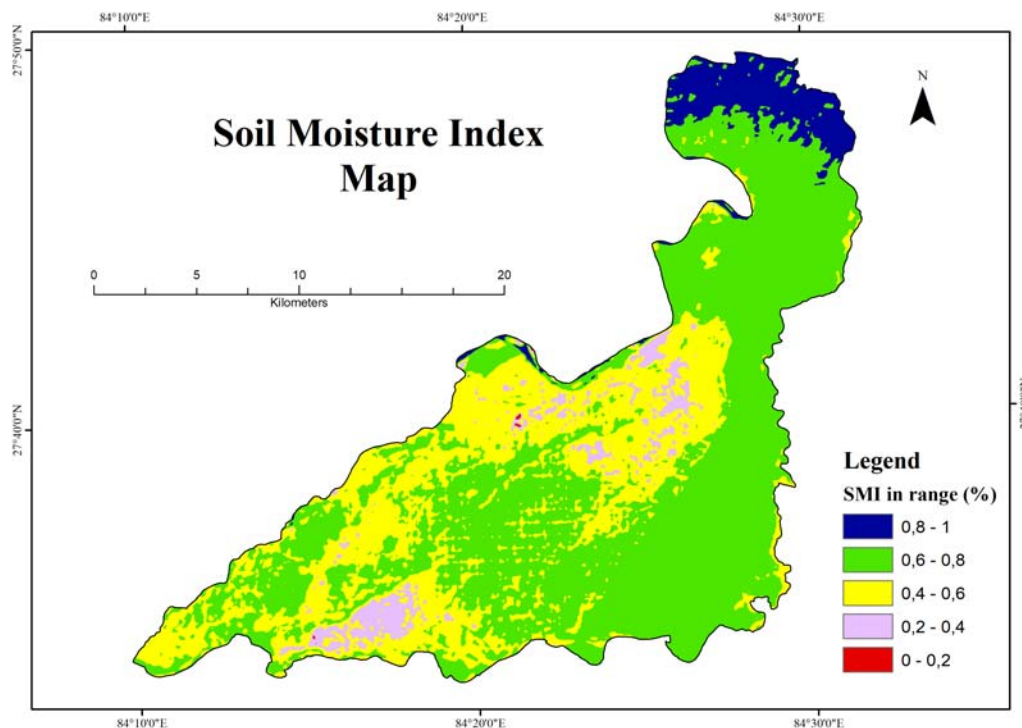 84°10'0"E 84°20'0"E 84°30'0"E
27°50'0"N
N
Soil Moisture Index
Map
0 5 10 20
Kilometers
27°40'0"N
Legend
SMI in range (%)
0,8 - 1
0,6 - 0,8
0,4 - 0,6
0,2 - 0,4
0 - 0,2
84°10'0"E 84°20'0"E 84°30'0"E